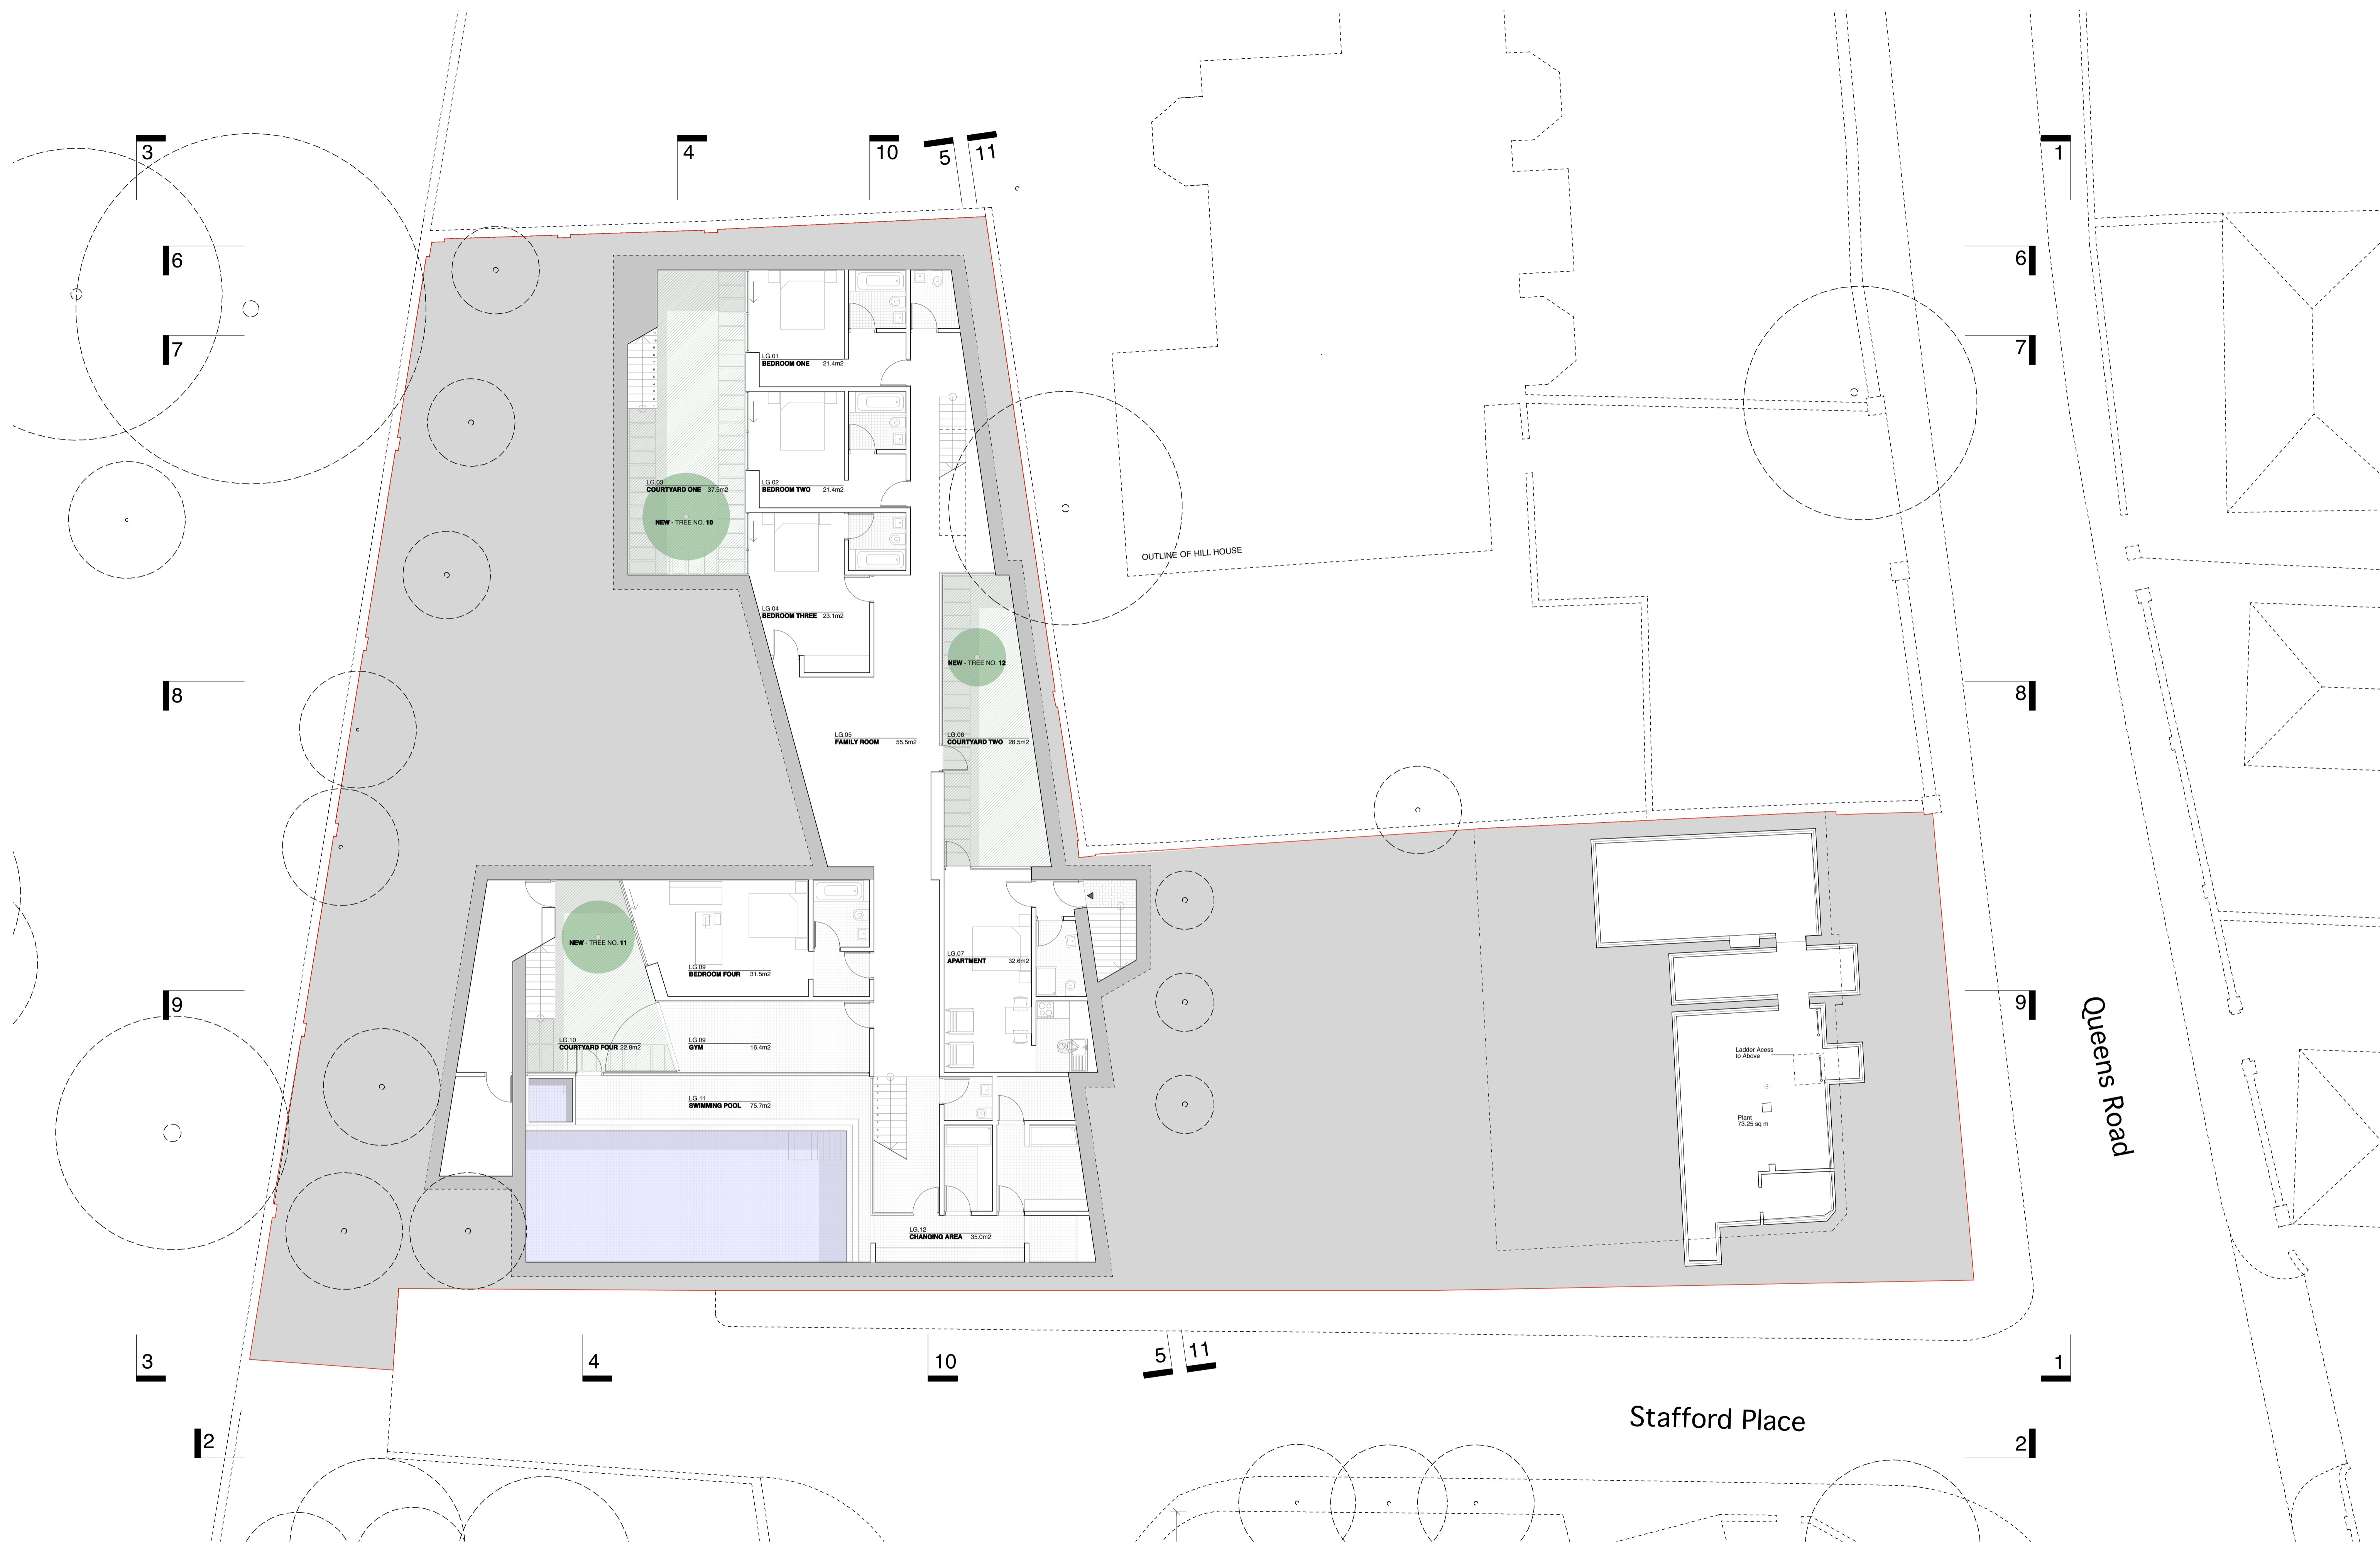 3
4
10
5
11
1
6
6
7
7
LG.01
BEDROOM ONE 21.4m2
LG.03
COURTYARD ONE 37.5m2
LG.02
BEDROOM TWO 21.4m2
NEW - TREE NO. 10
OUTLINE OF HILL HOUSE
LG.04
BEDROOM THREE 23.1m2
NEW - TREE NO. 12
8
8
LG.05
FAMILY ROOM 55.5m2
LG.06
COURTYARD TWO 28.5m2
NEW - TREE NO. 11
LG.09
BEDROOM FOUR 31.5m2
LG.07
APARTMENT 32.6m2
9
9
LG.10
COURTYARD FOUR 22.8m2
LG.09
GYM 16.4m2
Ladder Acess
to Above
Queens Road
LG.11
SWIMMING POOL 75.7m2
Plant
73.25 sq m
LG.12
CHANGING AREA 35.0m2
3
4
10
5
11
1
Stafford Place
2
2